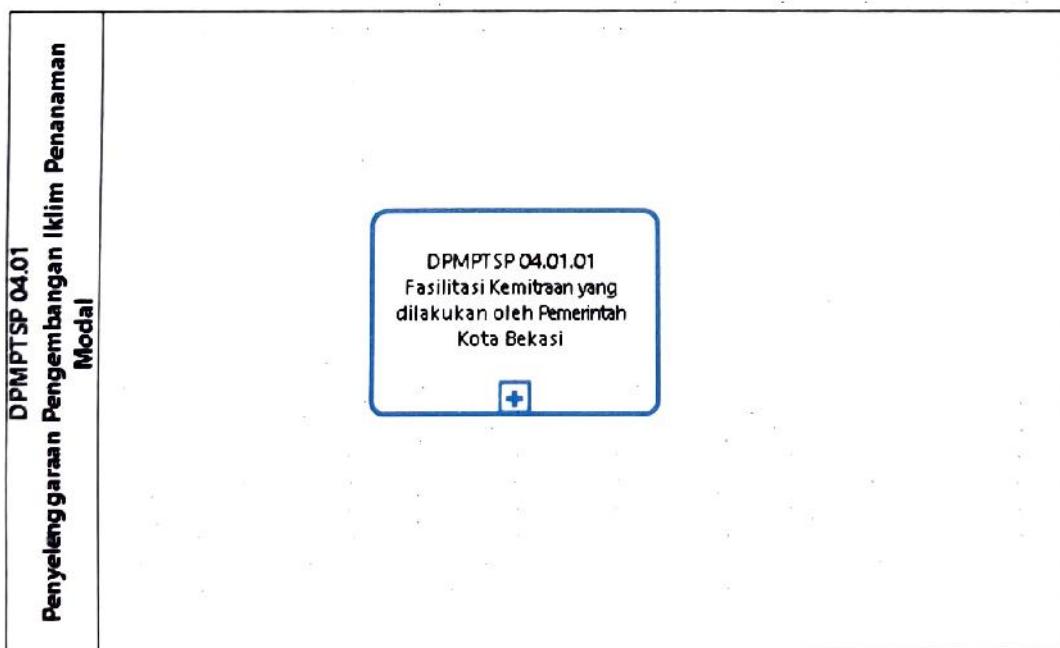 DPMPTSP 04.01
Penyelenggaraan Pengembangan Iklim Penanaman
Modal
DPMPTSP 04.01.01
Fasilitasi Kemitraan yang
dilakukan oleh Pemerintah
Kota Bekasi